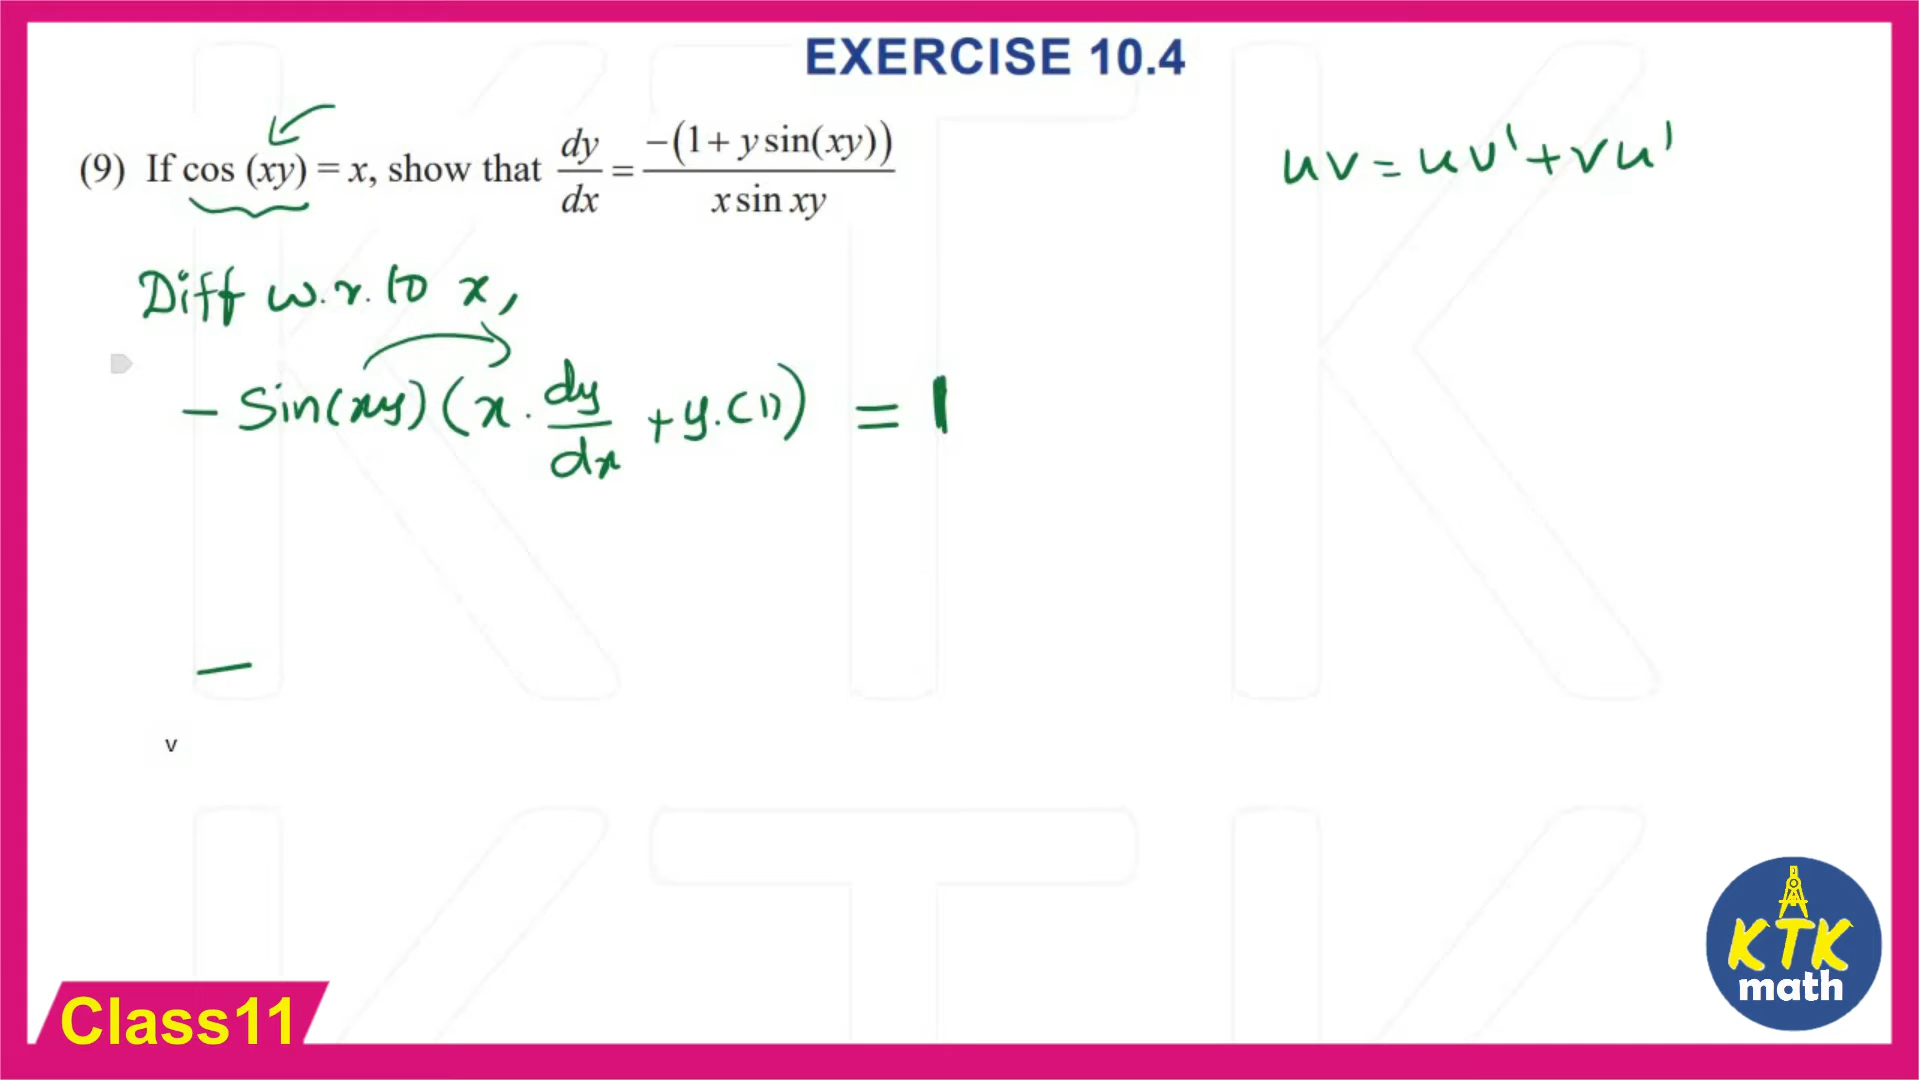 EXERCISE 10.4
(9) If cos (xy) = x, show that dy/dx = -(1 + y sin(xy)) / x sin xy
uv = uv' + vu'
Diff w.r. to x,
- Sin(xy) (x . dy/dx + y.(1)) = 1
—
v
KTK
math
Class11